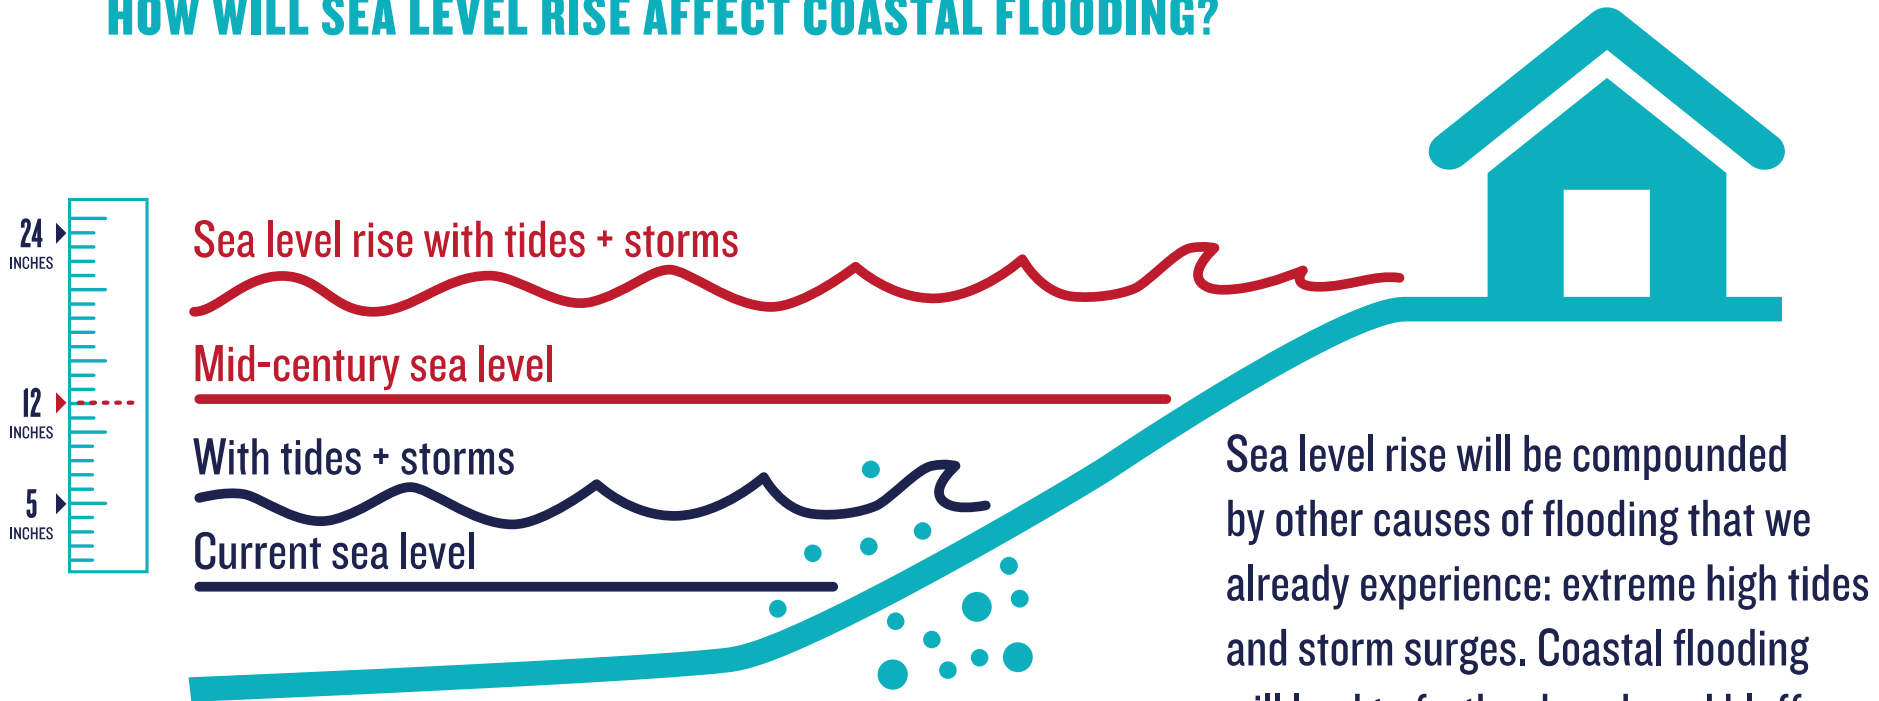 HOW WILL SEA LEVEL RISE AFFECT COASTAL FLOODING?
24
INCHES
Sea level rise with tides + storms
Mid-century sea level
12
INCHES
With tides + storms
5
INCHES
Current sea level
Sea level rise will be compounded
by other causes of flooding that we
already experience: extreme high tides
and storm surges. Coastal flooding